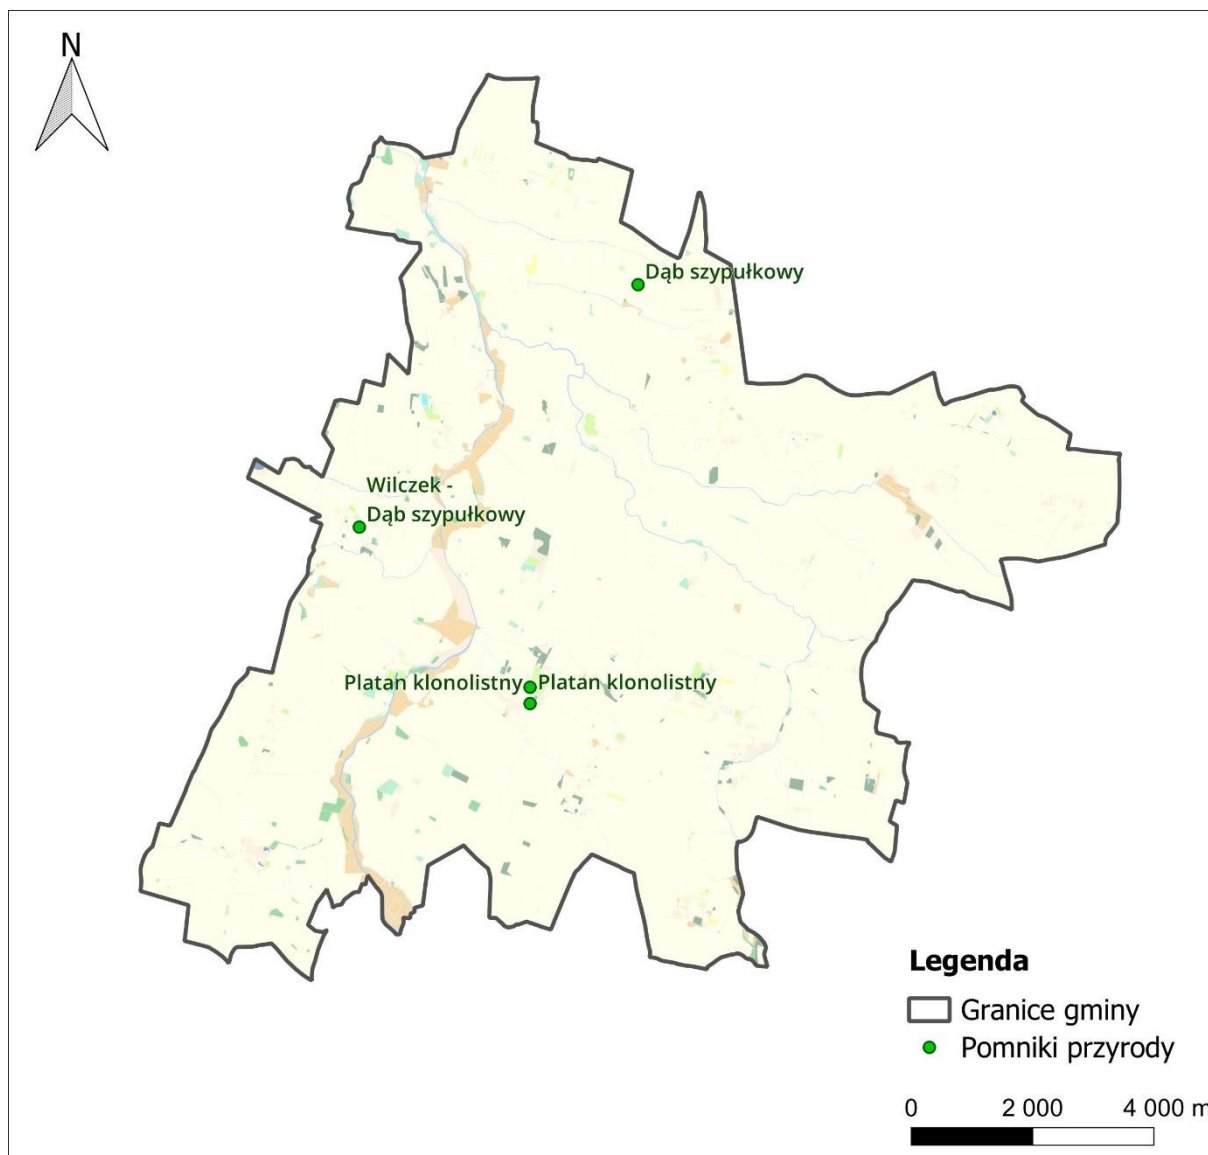 N
Dąb szypułkowy
Wilczek -
Dąb szypułkowy
Platan klonolistny Platan klonolistny
Legenda
Granice gminy
Pomniki przyrody
0 2 000 4 000 m